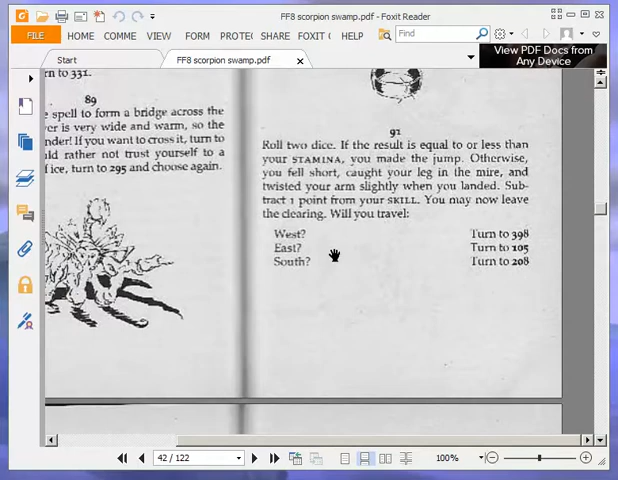 FF8 scorpion swamp.pdf - Foxit Reader
FILE HOME COMME VIEW FORM PROTE SHARE FOXIT HELP Find
Start FF8 scorpion swamp.pdf
View PDF Docs from
Any Device
rn to 331.
89
e spell to form a bridge across the
er is very wide and warm, so the
nder! If you want to cross it, turn to
ld rather not trust yourself to a
f ice, turn to 295 and choose again.
91
Roll two dice. If the result is equal to or less than
your STAMINA, you made the jump. Otherwise,
you fell short, caught your leg in the mire, and
twisted your arm slightly when you landed. Sub-
tract 1 point from your SKILL. You may now leave
the clearing. Will you travel:
West? Turn to 398
East? Turn to 105
South? Turn to 208
42 / 122
100%